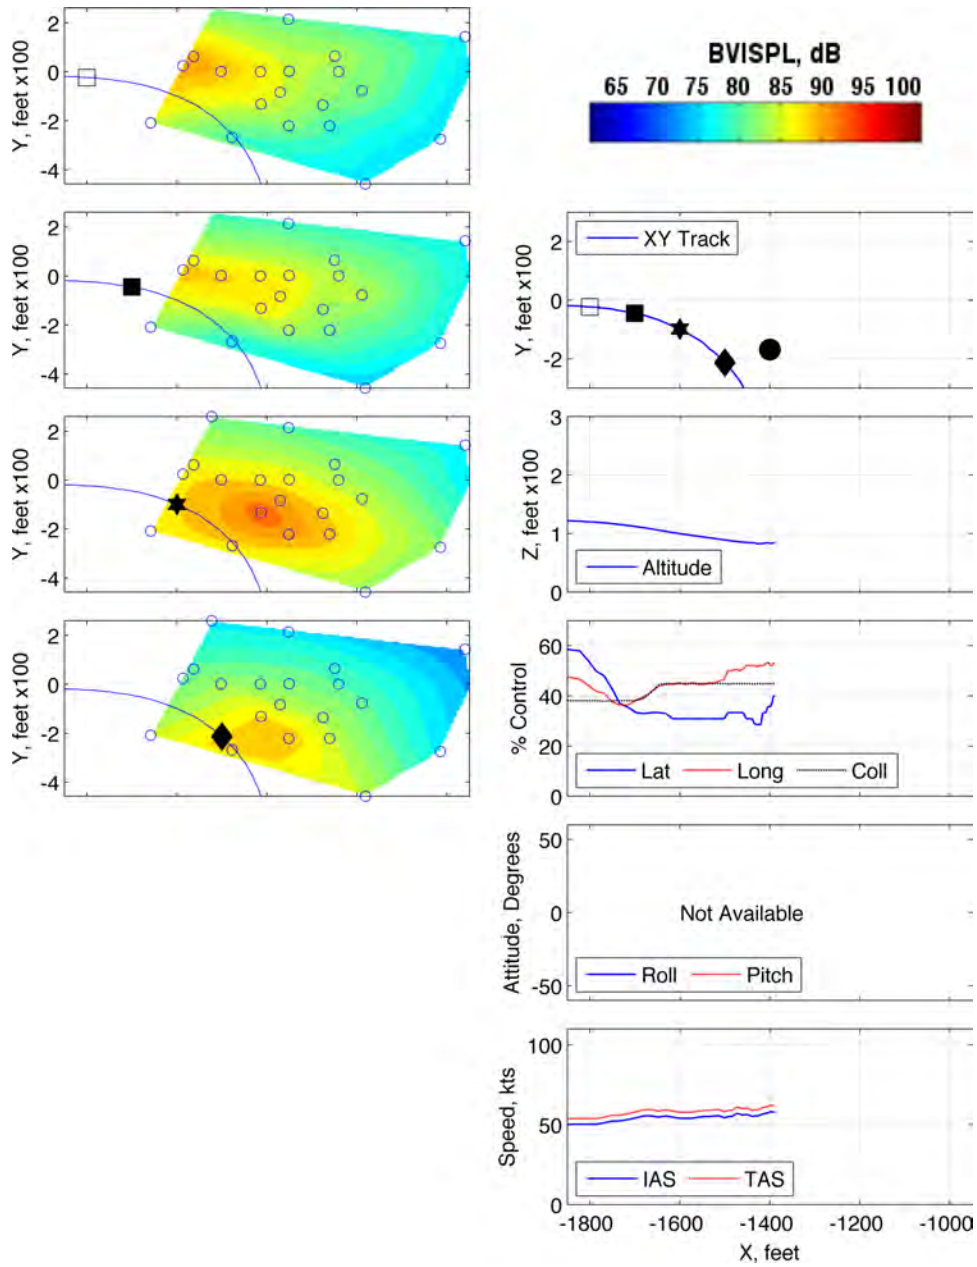 2
0
-2
-4
Y, feet x100
BVISPL, dB
65 70 75 80 85 90 95 100
2
0
-2
-4
Y, feet x100
XY Track
2
0
-2
Y, feet x100
2
0
-2
-4
Y, feet x100
3
2
1
0
Z, feet x100
Altitude
2
0
-2
-4
Y, feet x100
60
40
20
0
% Control
Lat Long Coll
50
0
-50
Attitude, Degrees
Not Available
Roll Pitch
100
50
0
Speed, kts
IAS TAS
-1800 -1600 -1400 -1200 -1000
X, feet